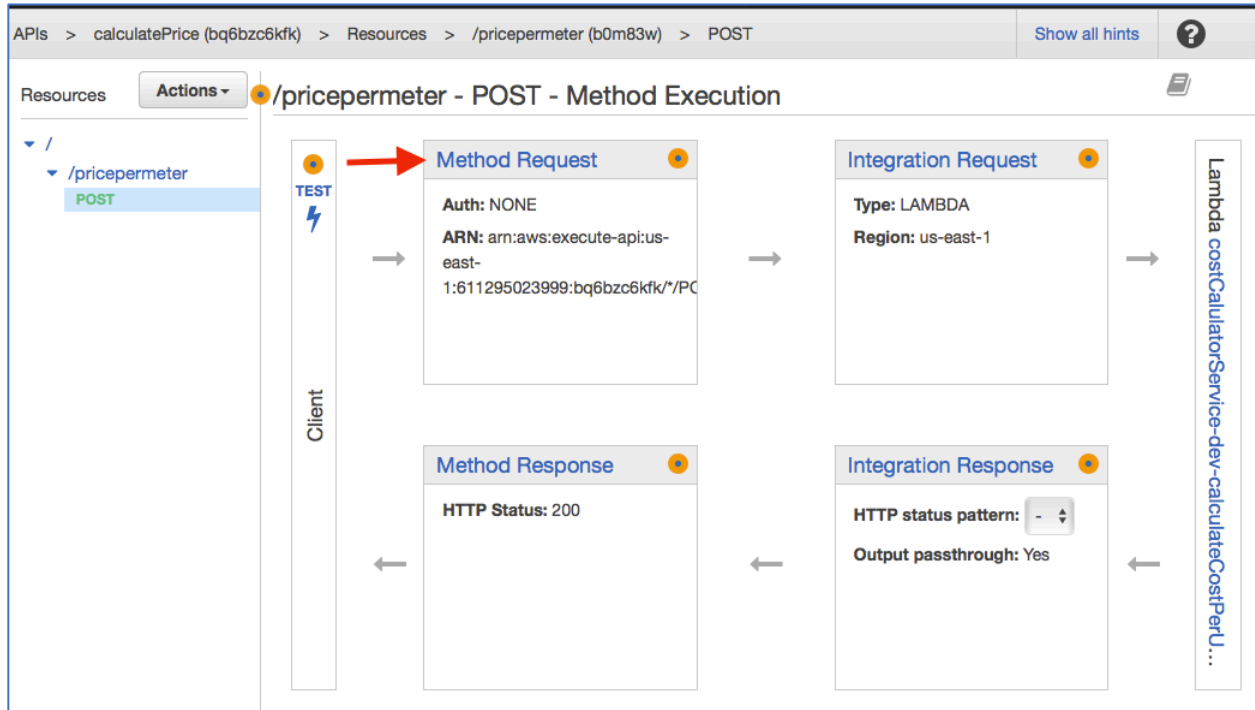 APIs > calculatePrice (bq6bzc6kfk) > Resources > /pricepermeter (b0m83w) > POST
Show all hints
?
Resources
Actions
/pricepermeter - POST - Method Execution
/
/pricepermeter
POST
TEST
Client
Method Request
Auth: NONE
ARN: arn:aws:execute-api:us-
east-
1:611295023999:bq6bzc6kfk/*/PO
Integration Request
Type: LAMBDA
Region: us-east-1
Lambda costCalulatorService-dev-calculateCostPerU...
Method Response
HTTP Status: 200
Integration Response
HTTP status pattern: -
Output passthrough: Yes